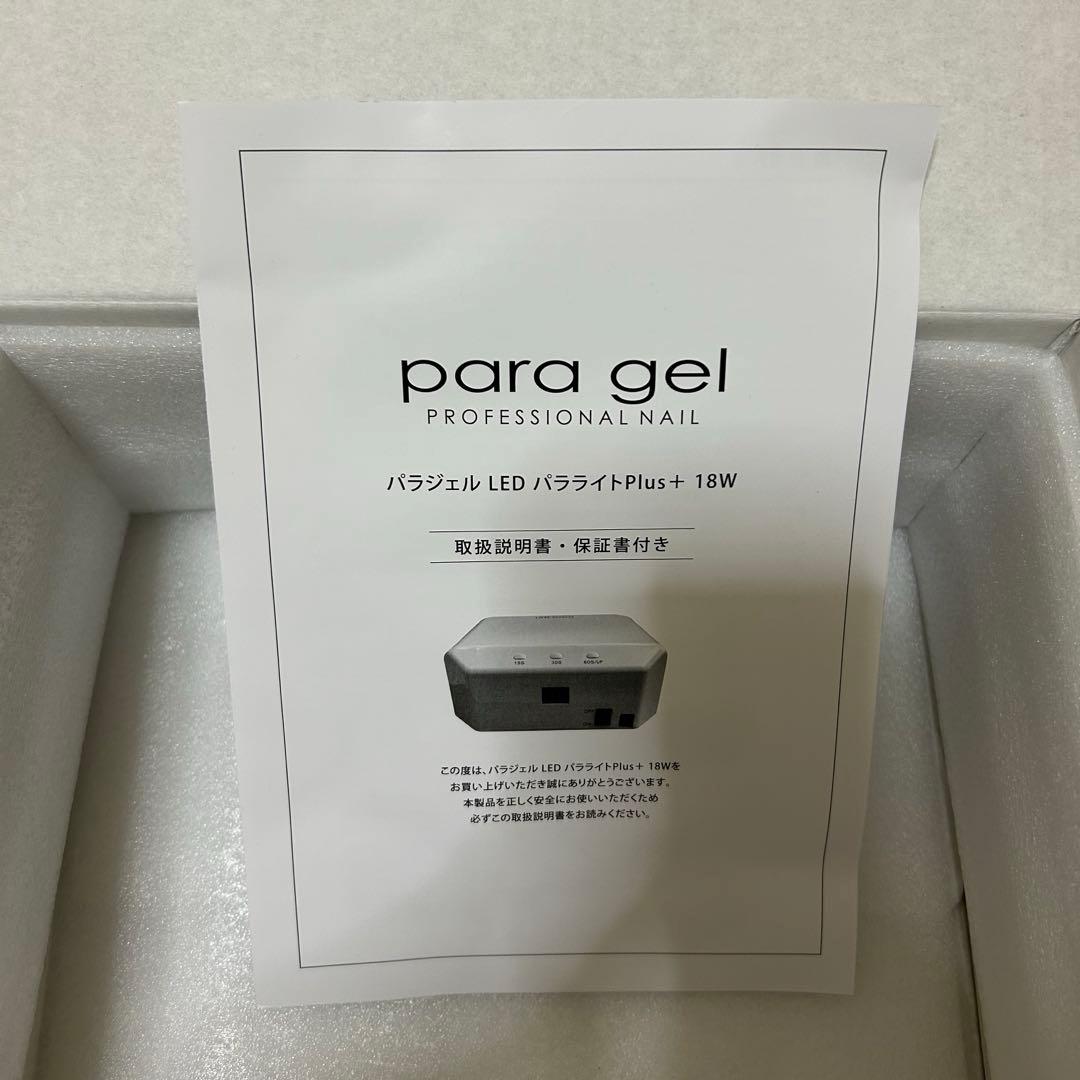 para gel
PROFESSIONAL NAIL
パラジェル LED パラライトPlus＋ 18W
取扱説明書・保証書付き
30S
60S/LP
この度は、パラジェル LED パラライトPlus＋ 18Wを
お買い上げいただき誠にありがとうございます。
本製品を正しく安全にお使いいただくため
必ずこの取扱説明書をお読みください。